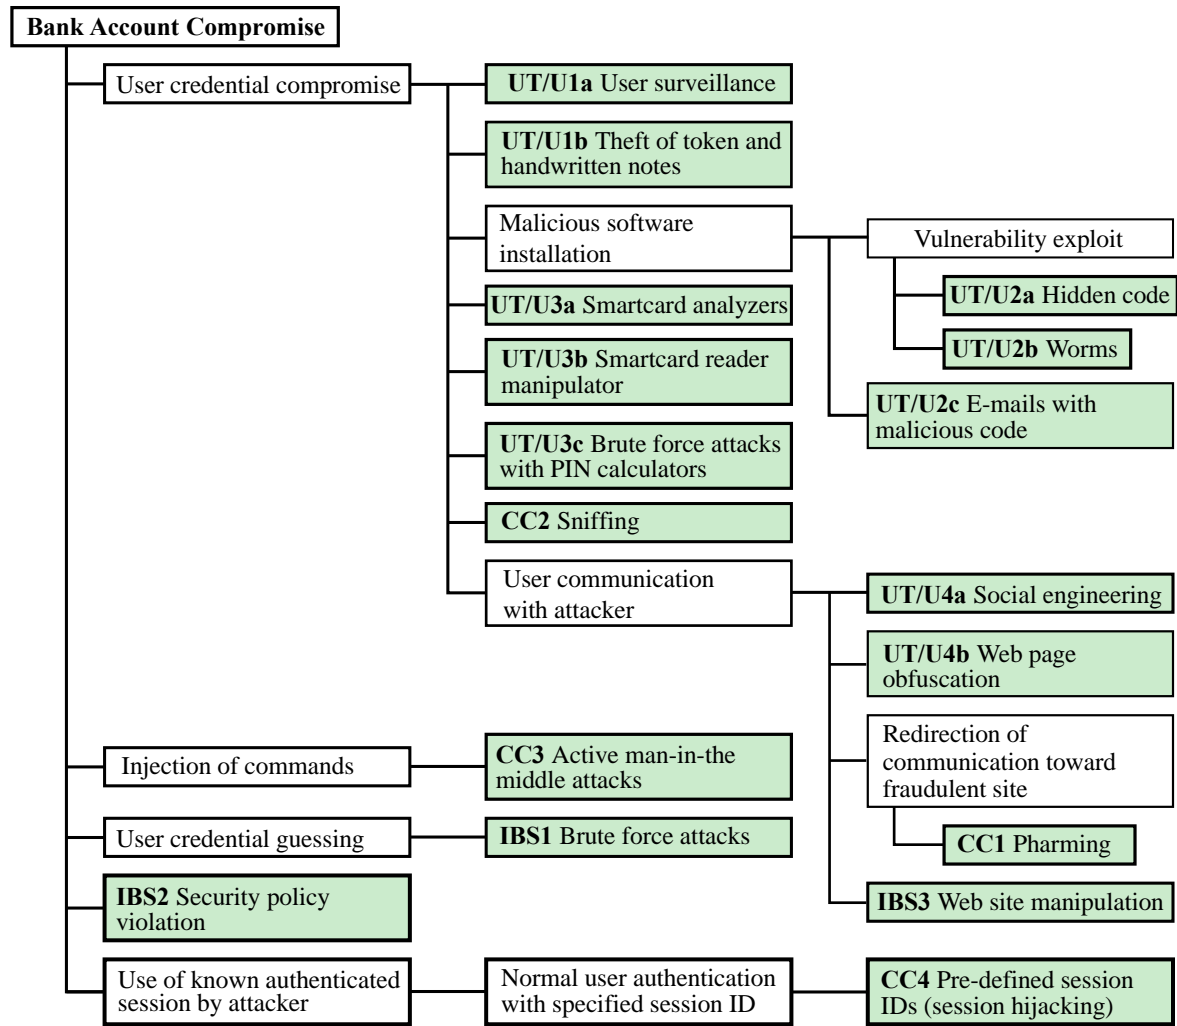 Bank Account Compromise
User credential compromise
UT/U1a User surveillance
UT/U1b Theft of token and
handwritten notes
Malicious software
installation
Vulnerability exploit
UT/U2a Hidden code
UT/U2b Worms
UT/U2c E-mails with
malicious code
UT/U3a Smartcard analyzers
UT/U3b Smartcard reader
manipulator
UT/U3c Brute force attacks
with PIN calculators
CC2 Sniffing
User communication
with attacker
UT/U4a Social engineering
UT/U4b Web page
obfuscation
Redirection of
communication toward
fraudulent site
CC1 Pharming
IBS3 Web site manipulation
Injection of commands
CC3 Active man-in-the
middle attacks
User credential guessing
IBS1 Brute force attacks
IBS2 Security policy
violation
Use of known authenticated
session by attacker
Normal user authentication
with specified session ID
CC4 Pre-defined session
IDs (session hijacking)